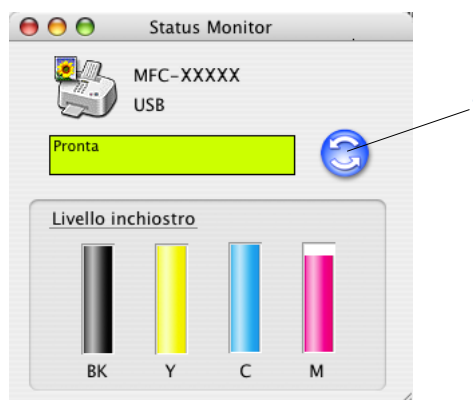 Status Monitor
MFC-XXXXX
USB
Pronta
Livello inchiostro
BK Y C M